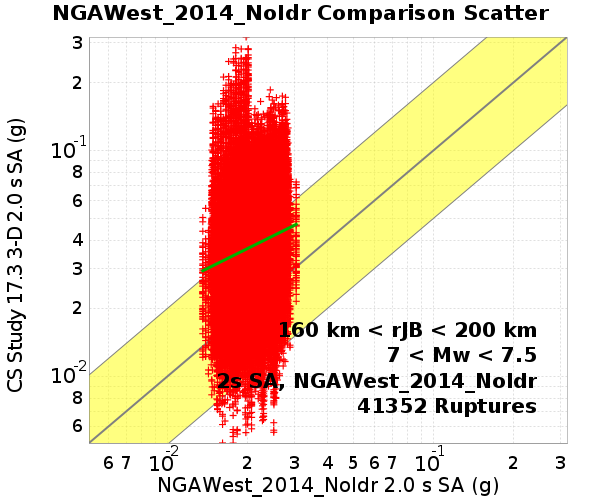 NGAWest_2014_NoIdr Comparison Scatter
CS Study 17.3 3-D 2.0 s SA (g)
3
2
10-1
8
6
4
3
2
10-2
8
6
160 km < rJB < 200 km
7 < Mw < 7.5
2s SA, NGAWest_2014_NoIdr
41352 Ruptures
6 7 10-2 2 3 4 5 6 7 10-1 2 3
NGAWest_2014_NoIdr 2.0 s SA (g)